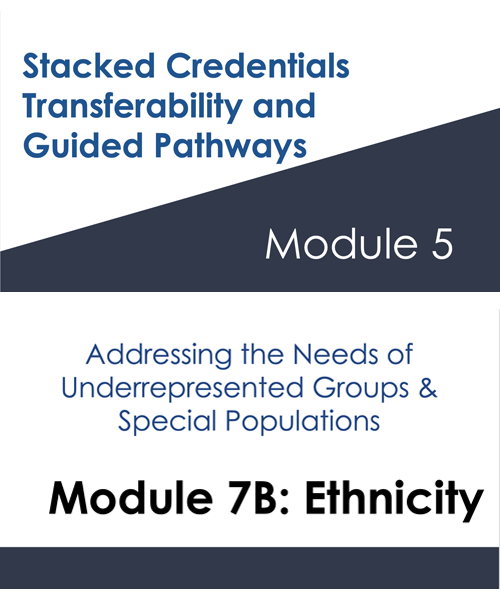 Stacked Credentials
Transferability and
Guided Pathways
Module 5
Addressing the Needs of
Underrepresented Groups &
Special Populations
Module 7B: Ethnicity